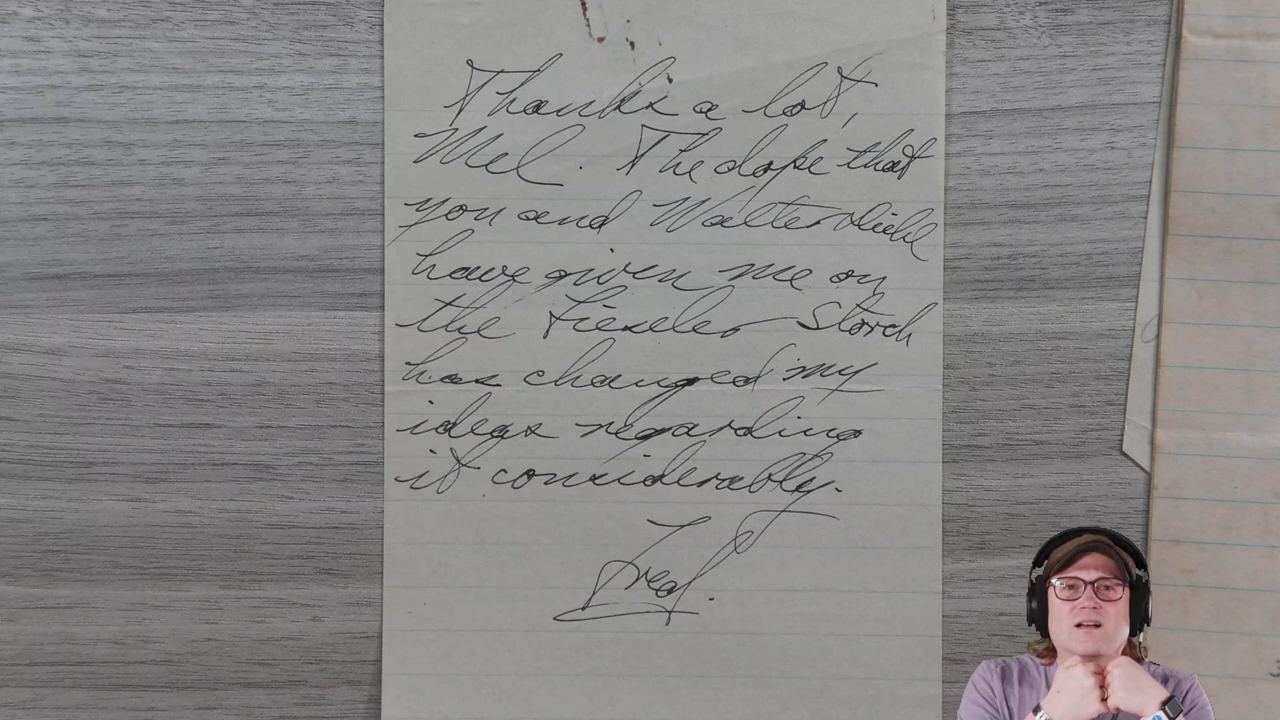 Thanks a lot,
Mel. The dope that
you and Walter Diehl
have given me on
the Fieseler Storch
has changed my
ideas regarding
it considerably.
Fred.